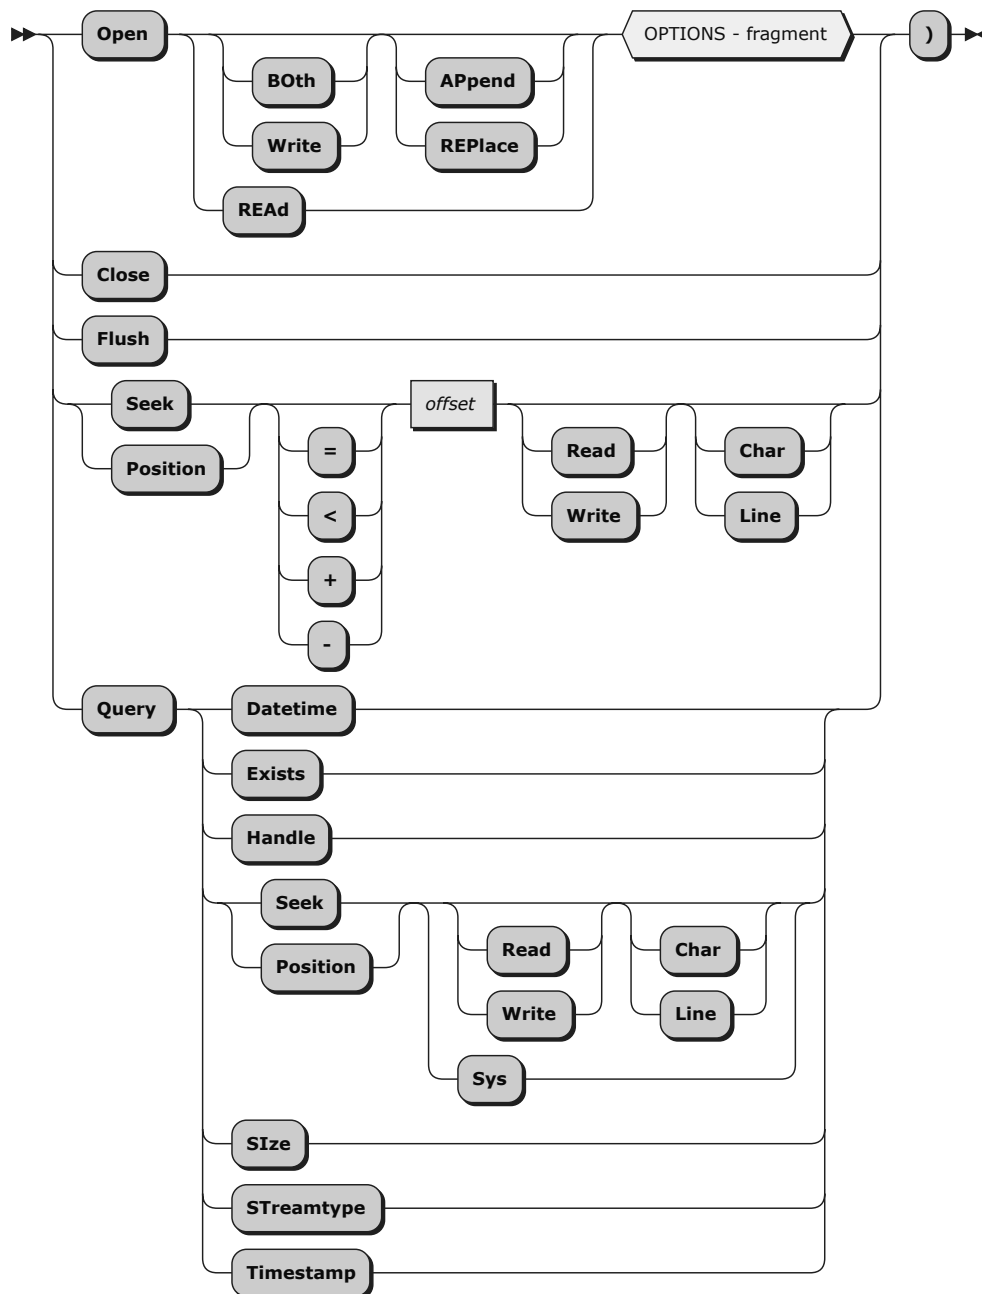 Open OPTIONS - fragment )
BOth APpend
Write REPlace
REAd
Close
Flush
Seek offset
= Read Char
Position
< Write Line
+
-
Query Datetime
Exists
Handle
Seek
Read Char
Position
Write Line
Sys
SIze
STreamtype
Timestamp